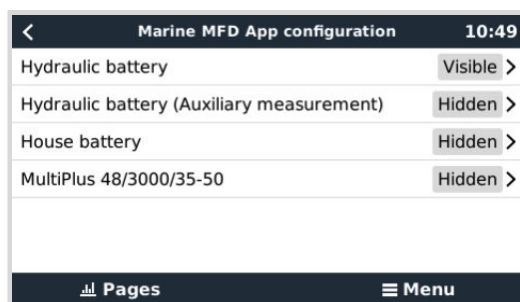 Marine MFD App configuration 10:49
Hydraulic battery Visible
Hydraulic battery (Auxiliary measurement) Hidden
House battery Hidden
MultiPlus 48/3000/35-50 Hidden
Pages Menu